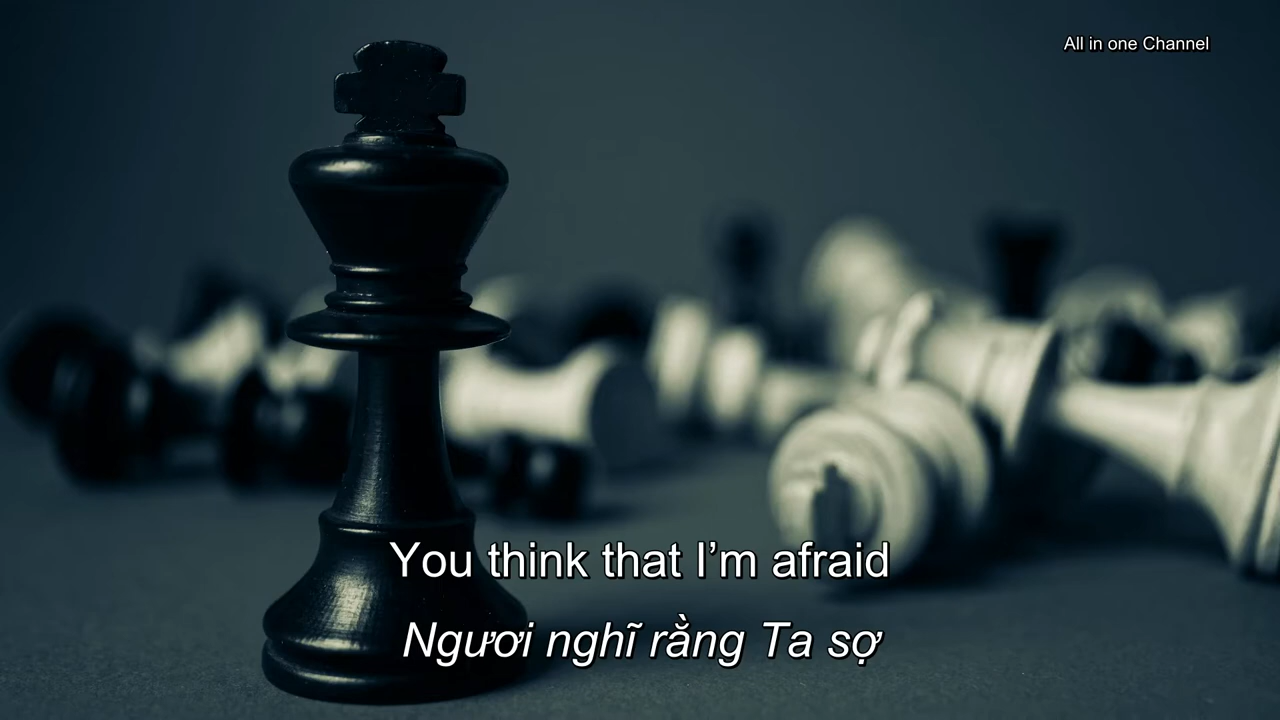 All in one Channel
You think that I’m afraid
Ngươi nghĩ rằng Ta sợ